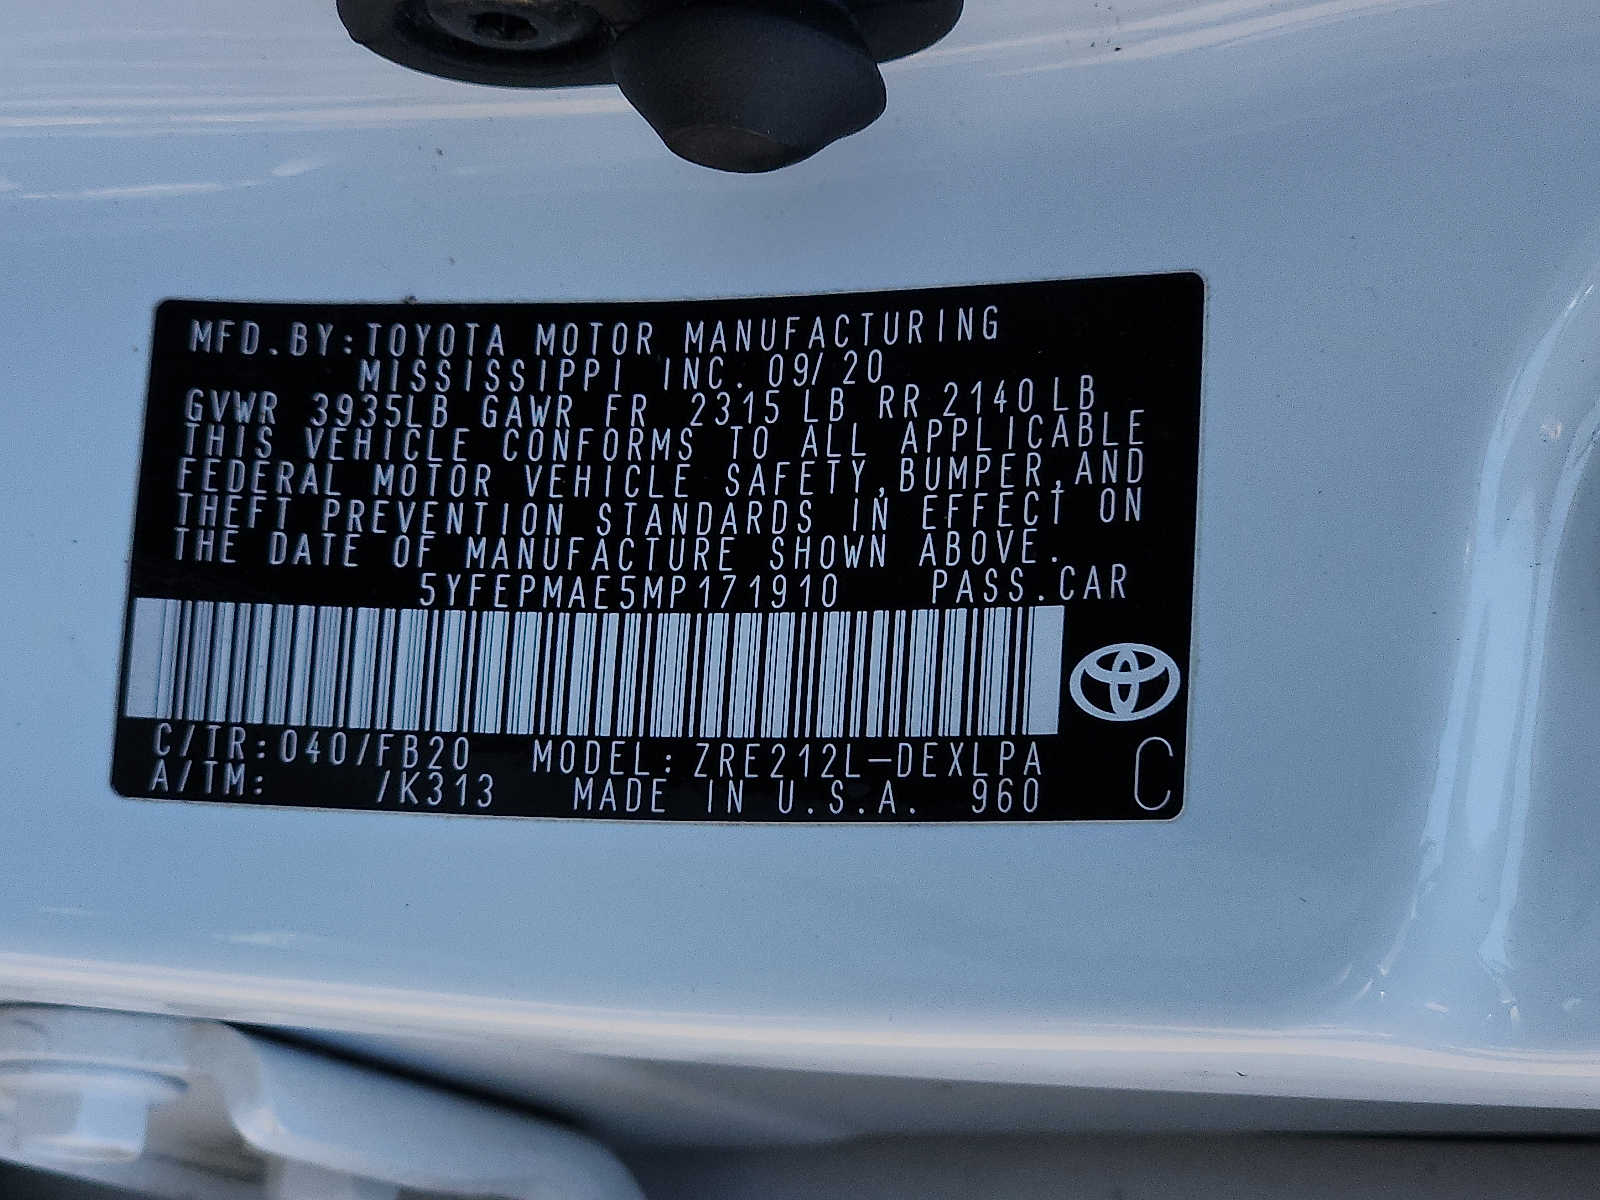 MFD.BY:TOYOTA MOTOR MANUFACTURING
MISSISSIPPI INC. 09/20
GVWR 3935LB GAWR FR 2315 LB RR 2140 LB
THIS VEHICLE CONFORMS TO ALL APPLICABLE
FEDERAL MOTOR VEHICLE SAFETY,BUMPER,AND
THEFT PREVENTION STANDARDS IN EFFECT ON
THE DATE OF MANUFACTURE SHOWN ABOVE.
5YFEPMAE5MP171910 PASS.CAR
C/TR:040/FB20 MODEL:ZRE212L-DEXLPA
A/TM: /K313 MADE IN U.S.A. 960
C